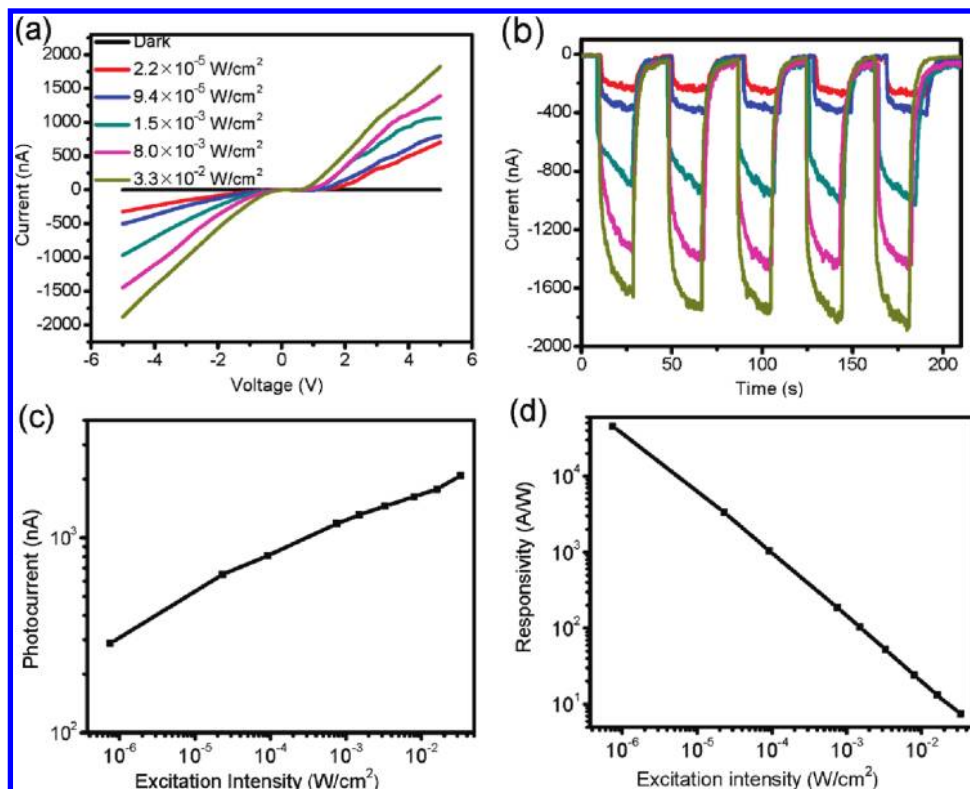 (a)
Dark
2.2×10⁻⁵ W/cm²
9.4×10⁻⁵ W/cm²
1.5×10⁻³ W/cm²
8.0×10⁻³ W/cm²
3.3×10⁻² W/cm²
2000
1500
1000
500
0
-500
-1000
-1500
-2000
Current (nA)
-6 -4 -2 0 2 4 6
Voltage (V)
(b)
0
-400
-800
-1200
-1600
-2000
Current (nA)
0 50 100 150 200
Time (s)
(c)
10³
10²
Photocurrent (nA)
10⁻⁶ 10⁻⁵ 10⁻⁴ 10⁻³ 10⁻²
Excitation Intensity (W/cm²)
(d)
10⁴
10³
10²
10¹
Responsivity (A/W)
10⁻⁶ 10⁻⁵ 10⁻⁴ 10⁻³ 10⁻²
Excitation intensity (W/cm²)